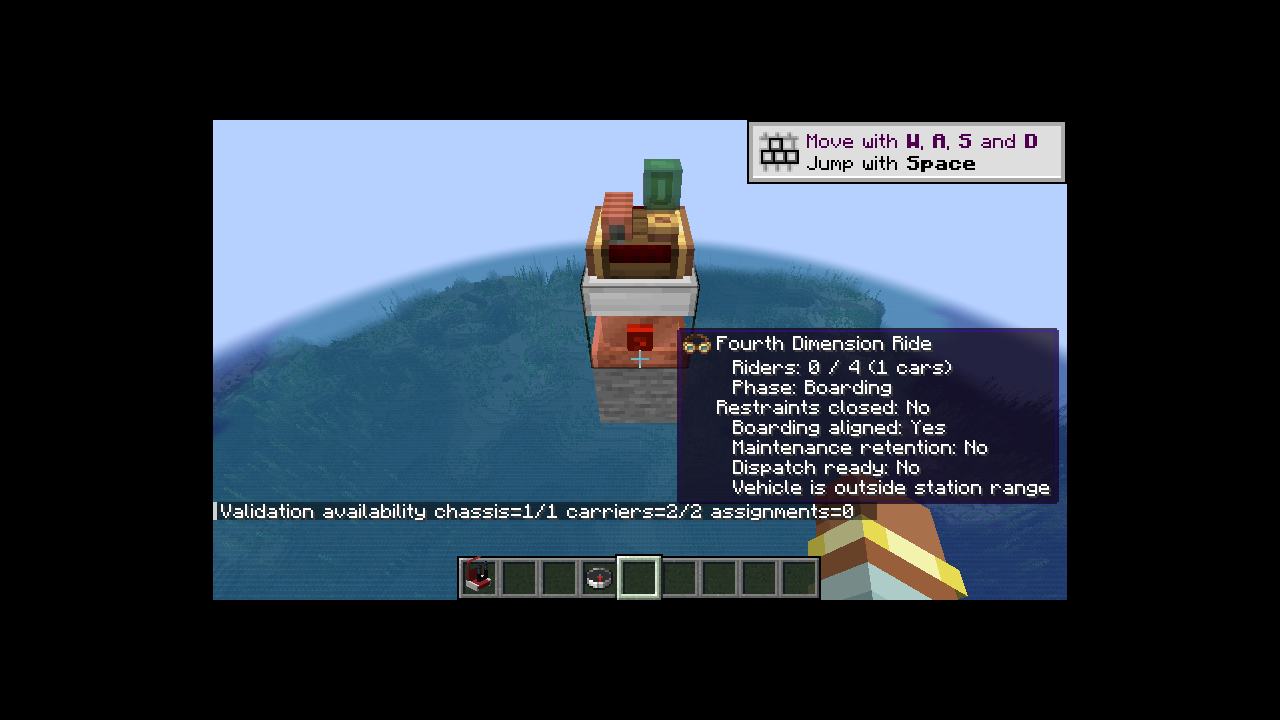 Move with W, A, S and D
Jump with Space
Fourth Dimension Ride
Riders: 0 / 4 (1 cars)
Phase: Boarding
Restraints closed: No
Boarding aligned: Yes
Maintenance retention: No
Dispatch ready: No
Vehicle is outside station range
Validation availability chassis=1/1 carriers=2/2 assignments=0